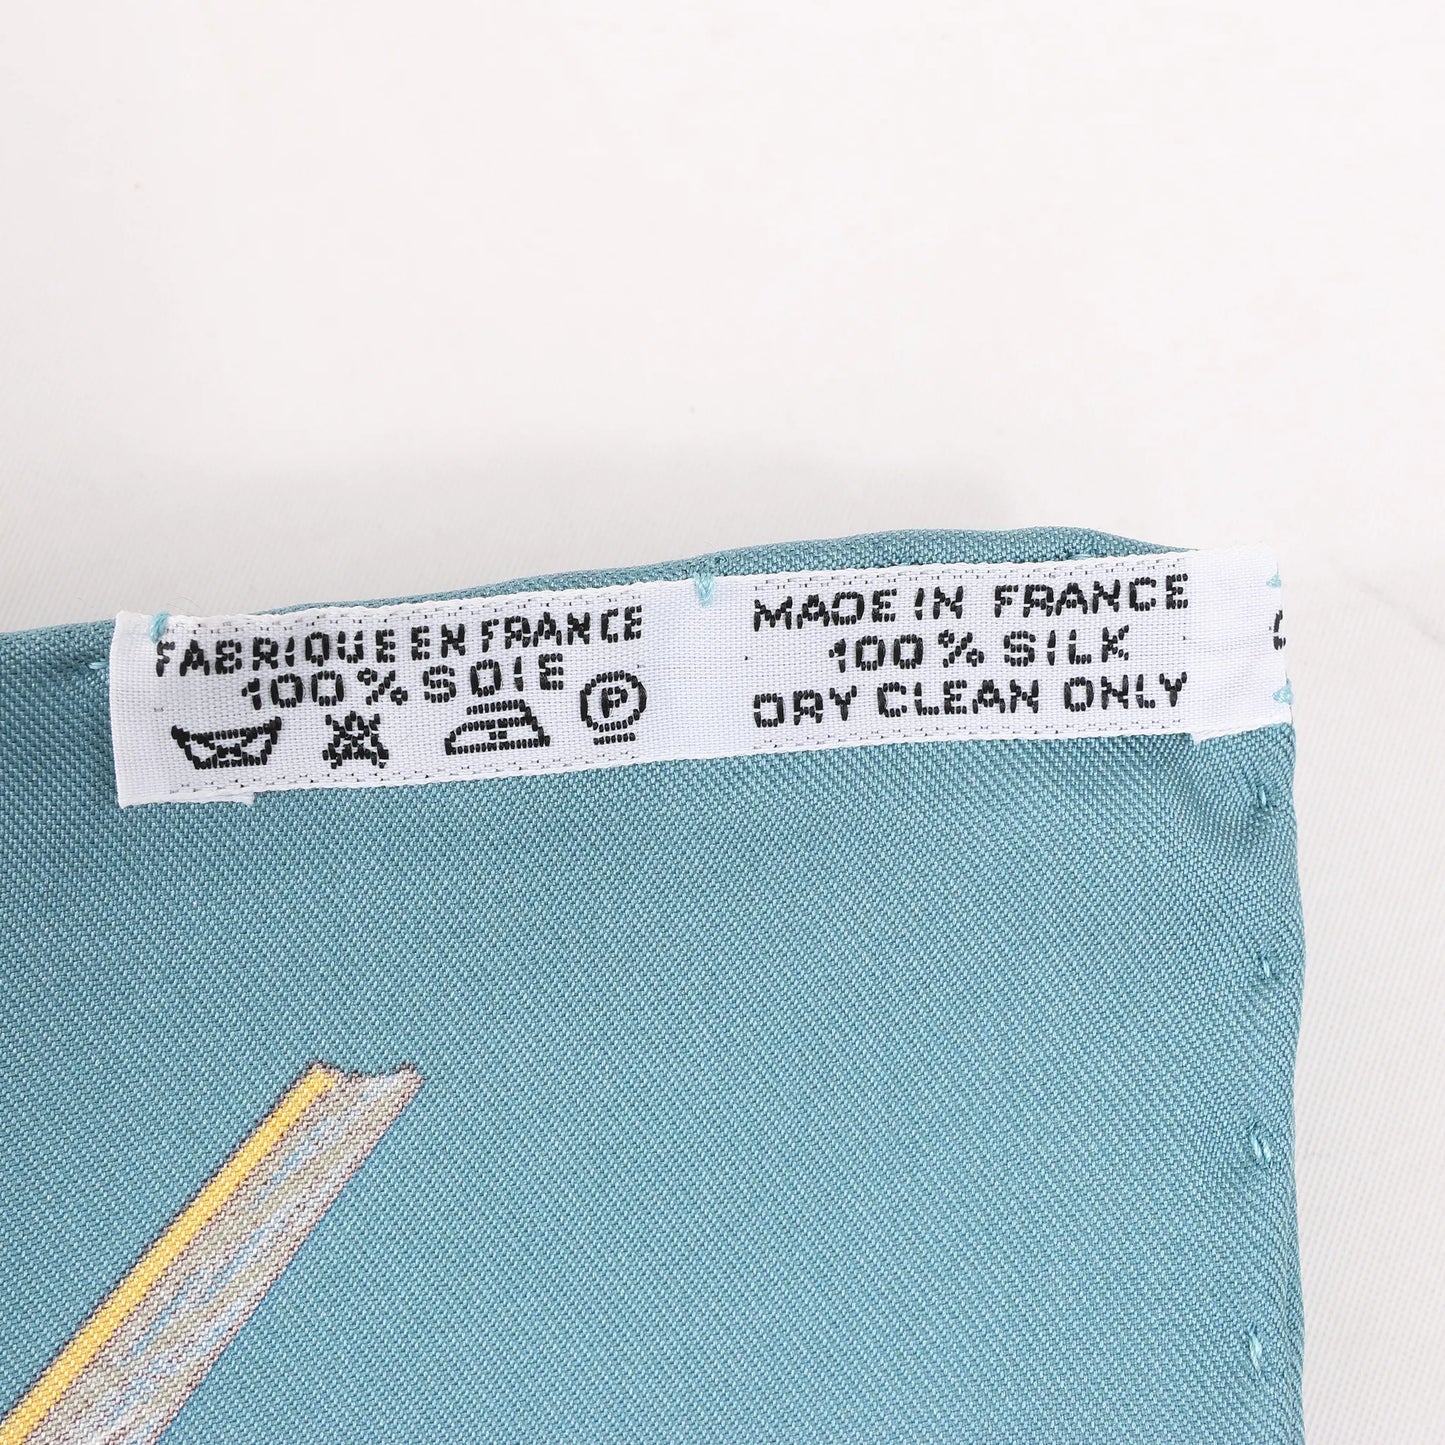 FABRIQUE EN FRANCE
100% SOIE
P
MADE IN FRANCE
100% SILK
DRY CLEAN ONLY